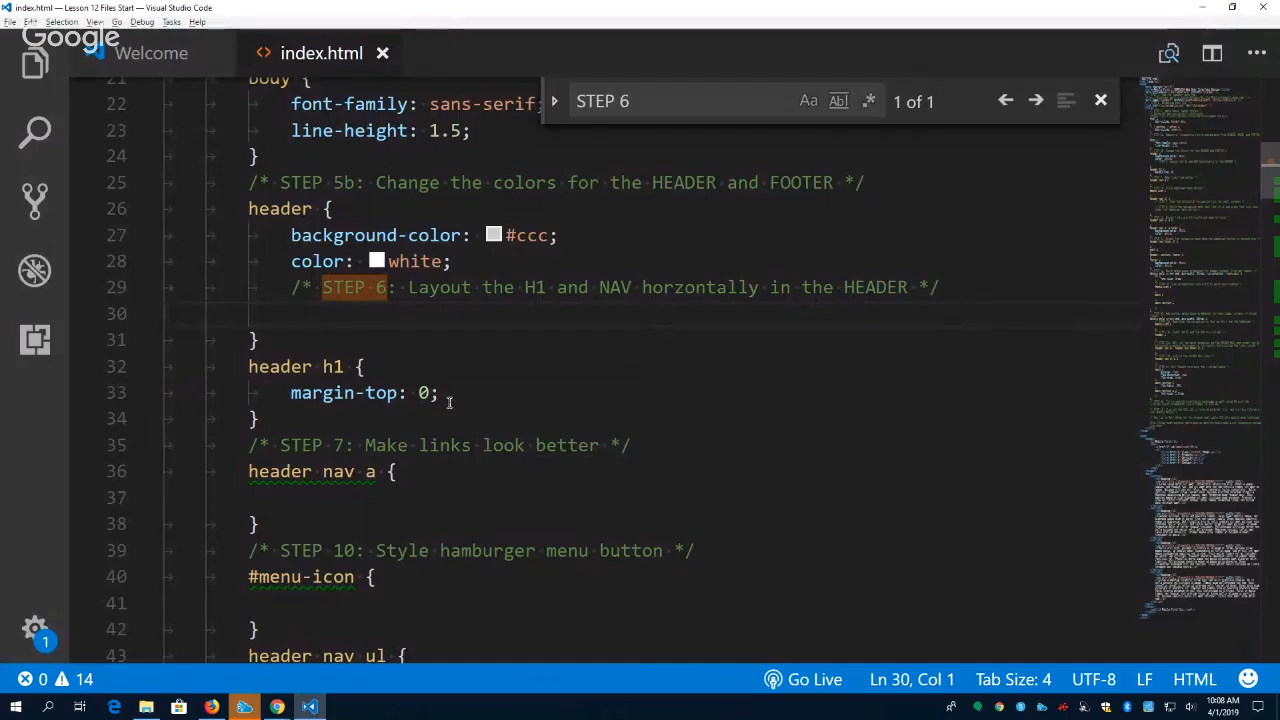 index.html — Lesson 12 Files Start — Visual Studio Code
File Edit Selection View Go Debug Tasks Help
Google
Welcome
index.html
STEP 6
Aa Abl 1 of 1
21 body {
22 font-family: sans-serif;
23 line-height: 1.5;
24 }
25 /* STEP 5b: Change the colors for the HEADER and FOOTER */
26 header {
27 background-color: #ccc;
28 color: white;
29 /* STEP 6: Layout the H1 and NAV horzontally in the HEADER */
30
31 }
32 header h1 {
33 margin-top: 0;
34 }
35 /* STEP 7: Make links look better */
36 header nav a {
37
38 }
39 /* STEP 10: Style hamburger menu button */
40 #menu-icon {
41
42 }
43 header nav ul {
1
0 14 Go Live Ln 30, Col 1 Tab Size: 4 UTF-8 LF HTML
10:08 AM
4/1/2019